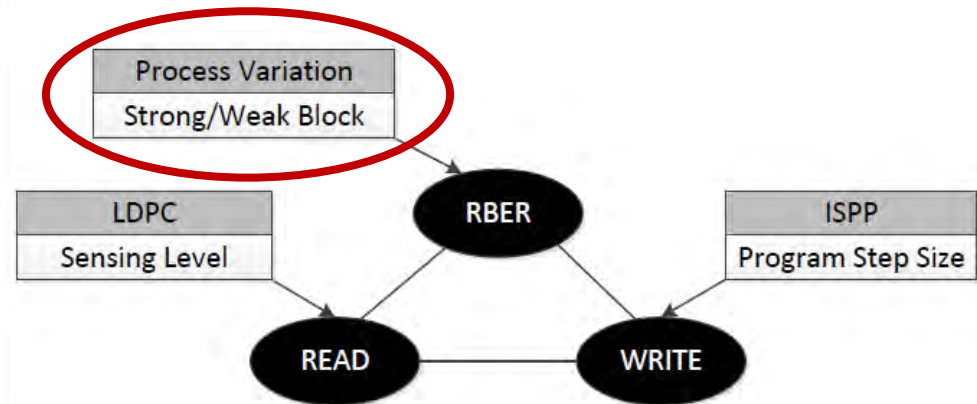 Process Variation
Strong/Weak Block
RBER
LDPC
Sensing Level
ISPP
Program Step Size
READ
WRITE